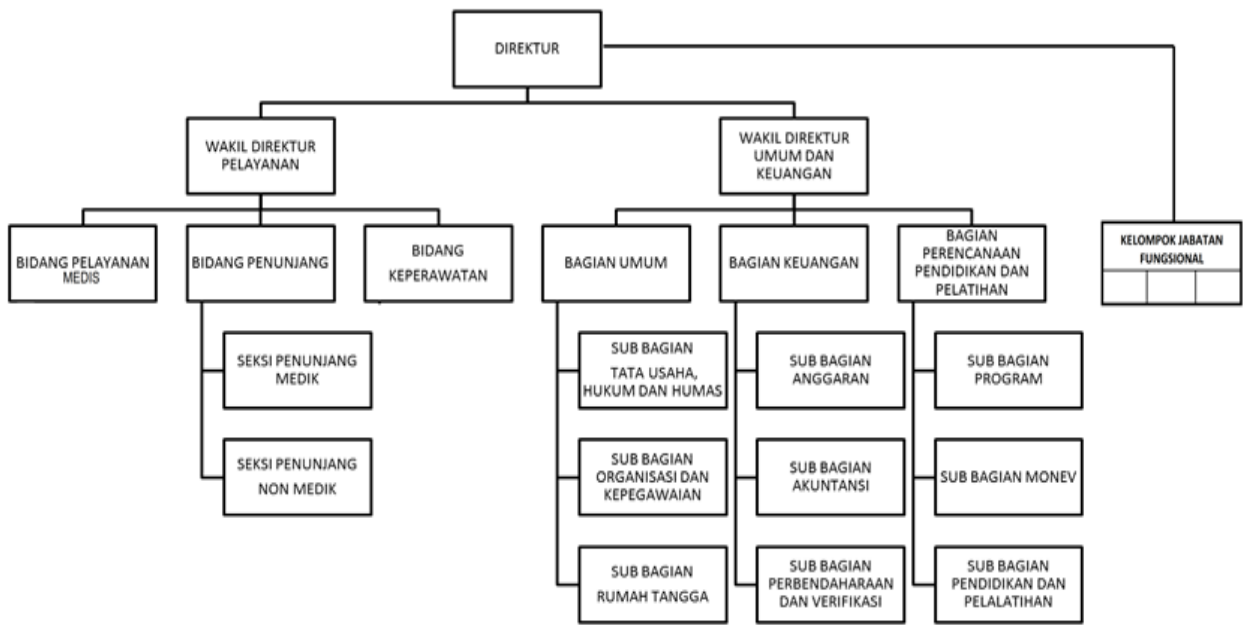 DIREKTUR
WAKIL DIREKTUR
PELAYANAN
WAKIL DIREKTUR
UMUM DAN
KEUANGAN
BIDANG PELAYANAN
MEDIS
BIDANG PENUNJANG
BIDANG
KEPERAWATAN
BAGIAN UMUM
BAGIAN KEUANGAN
BAGIAN
PERENCANAAN
PENDIDIKAN DAN
PELATIHAN
KELOMPOK JABATAN
FUNGSIONAL
SEKSI PENUNJANG
MEDIK
SUB BAGIAN
TATA USAHA,
HUKUM DAN HUMAS
SUB BAGIAN
ANGGARAN
SUB BAGIAN
PROGRAM
SEKSI PENUNJANG
NON MEDIK
SUB BAGIAN
ORGANISASI DAN
KEPEGAWAIAN
SUB BAGIAN
AKUNTANSI
SUB BAGIAN MONEV
SUB BAGIAN
RUMAH TANGGA
SUB BAGIAN
PERBENDAHARAAN
DAN VERIFIKASI
SUB BAGIAN
PENDIDIKAN DAN
PELALATIHAN